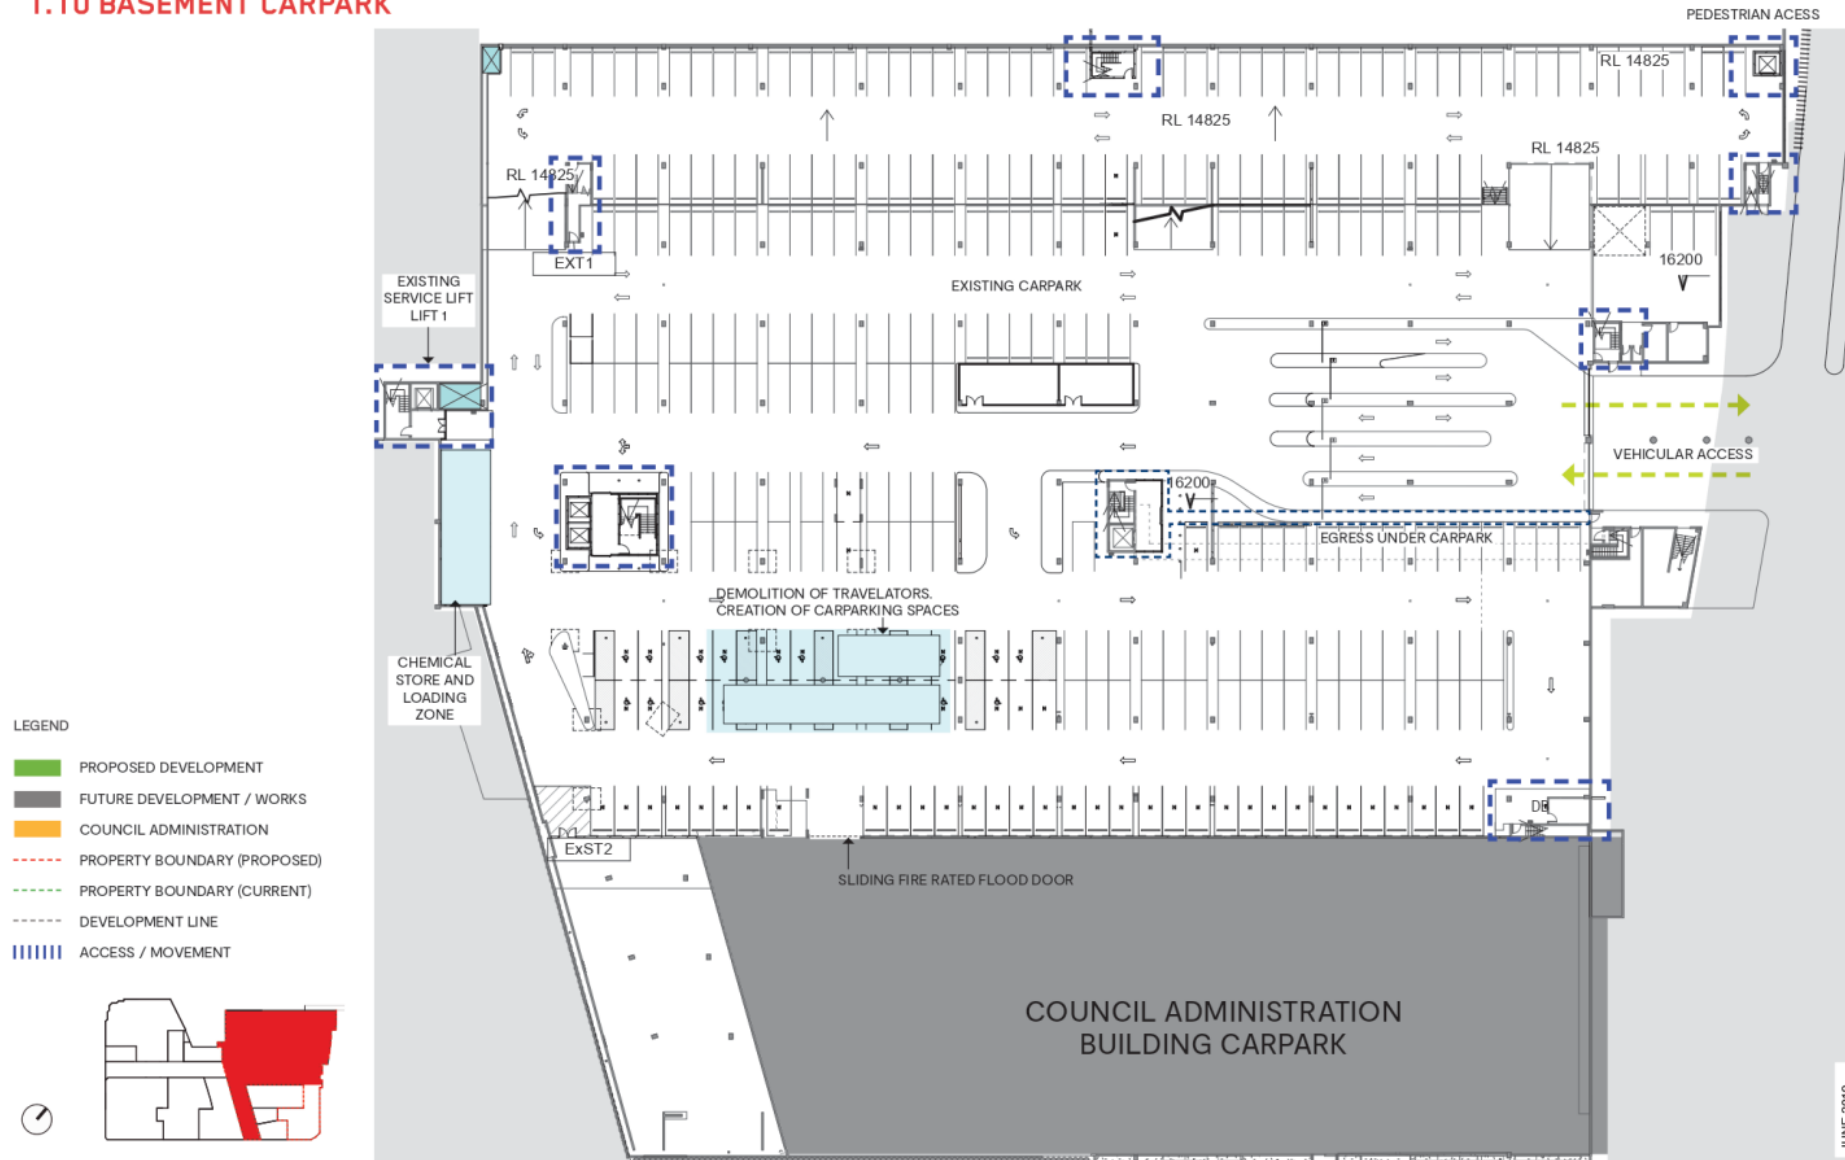 1.10 BASEMENT CARPARK
PEDESTRIAN ACESS
RL 14825
RL 14825
RL 14825
RL 14825
EXT1
16200
EXISTING
SERVICE LIFT
LIFT 1
EXISTING CARPARK
VEHICULAR ACCESS
16200
EGRESS UNDER CARPARK
DEMOLITION OF TRAVELATORS.
CREATION OF CARPARKING SPACES
CHEMICAL
STORE AND
LOADING
ZONE
ExST2
SLIDING FIRE RATED FLOOD DOOR
COUNCIL ADMINISTRATION
BUILDING CARPARK
LEGEND
PROPOSED DEVELOPMENT
FUTURE DEVELOPMENT / WORKS
COUNCIL ADMINISTRATION
PROPERTY BOUNDARY (PROPOSED)
PROPERTY BOUNDARY (CURRENT)
DEVELOPMENT LINE
ACCESS / MOVEMENT